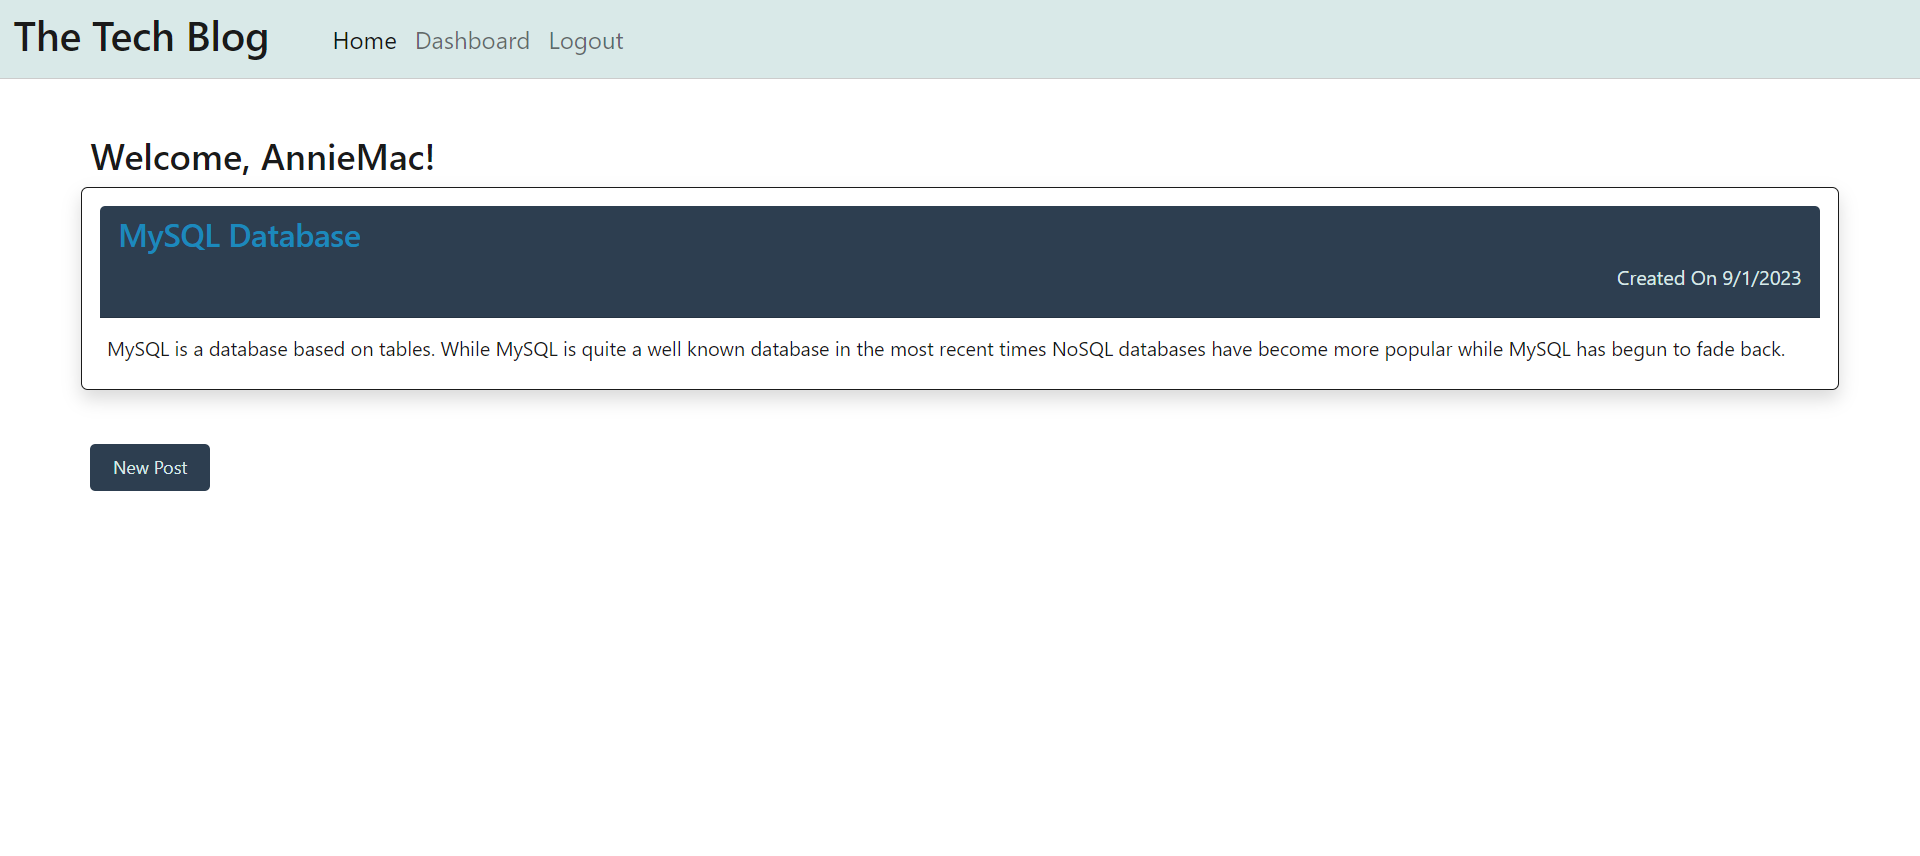 The Tech Blog
Home Dashboard Logout
Welcome, AnnieMac!
MySQL Database
Created On 9/1/2023
MySQL is a database based on tables. While MySQL is quite a well known database in the most recent times NoSQL databases have become more popular while MySQL has begun to fade back.
New Post